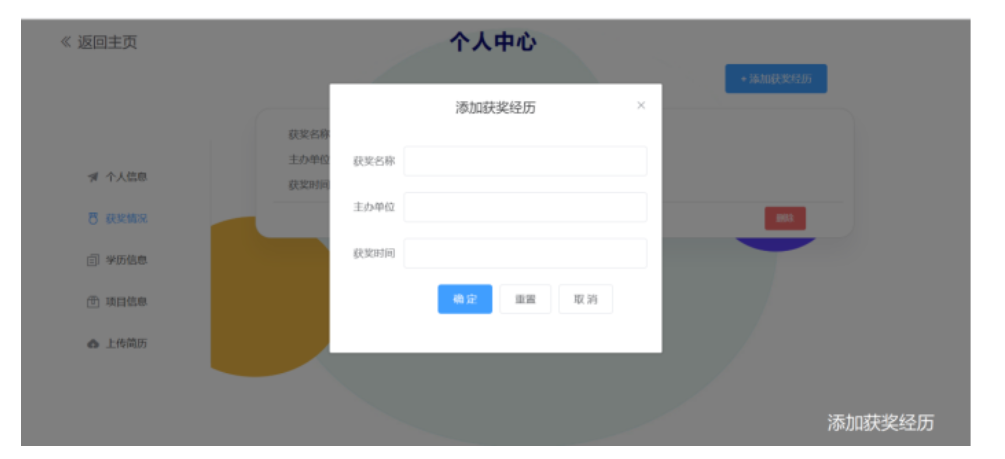 « 返回主页
个人中心
+ 添加获奖经历
添加获奖经历
×
获奖名称
主办单位
获奖时间
获奖名称
主办单位
获奖时间
个人信息
获奖情况
学历信息
项目信息
上传简历
删除
确定
重置
取消
添加获奖经历